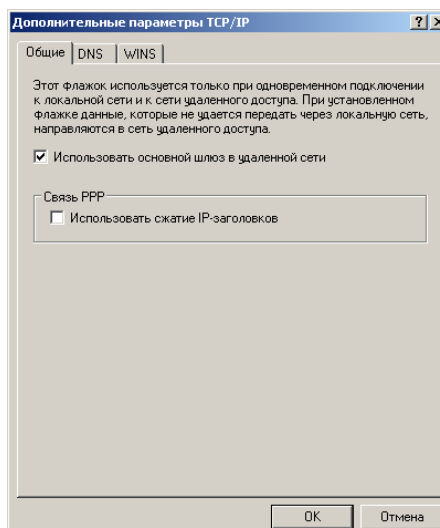 Дополнительные параметры TCP/IP
Общие DNS WINS
Этот флажок используется только при одновременном подключении
к локальной сети и к сети удаленного доступа. При установленном
флажке данные, которые не удается передать через локальную сеть,
направляются в сеть удаленного доступа.
Использовать основной шлюз в удаленной сети
Связь PPP
Использовать сжатие IP-заголовков
OK Отмена